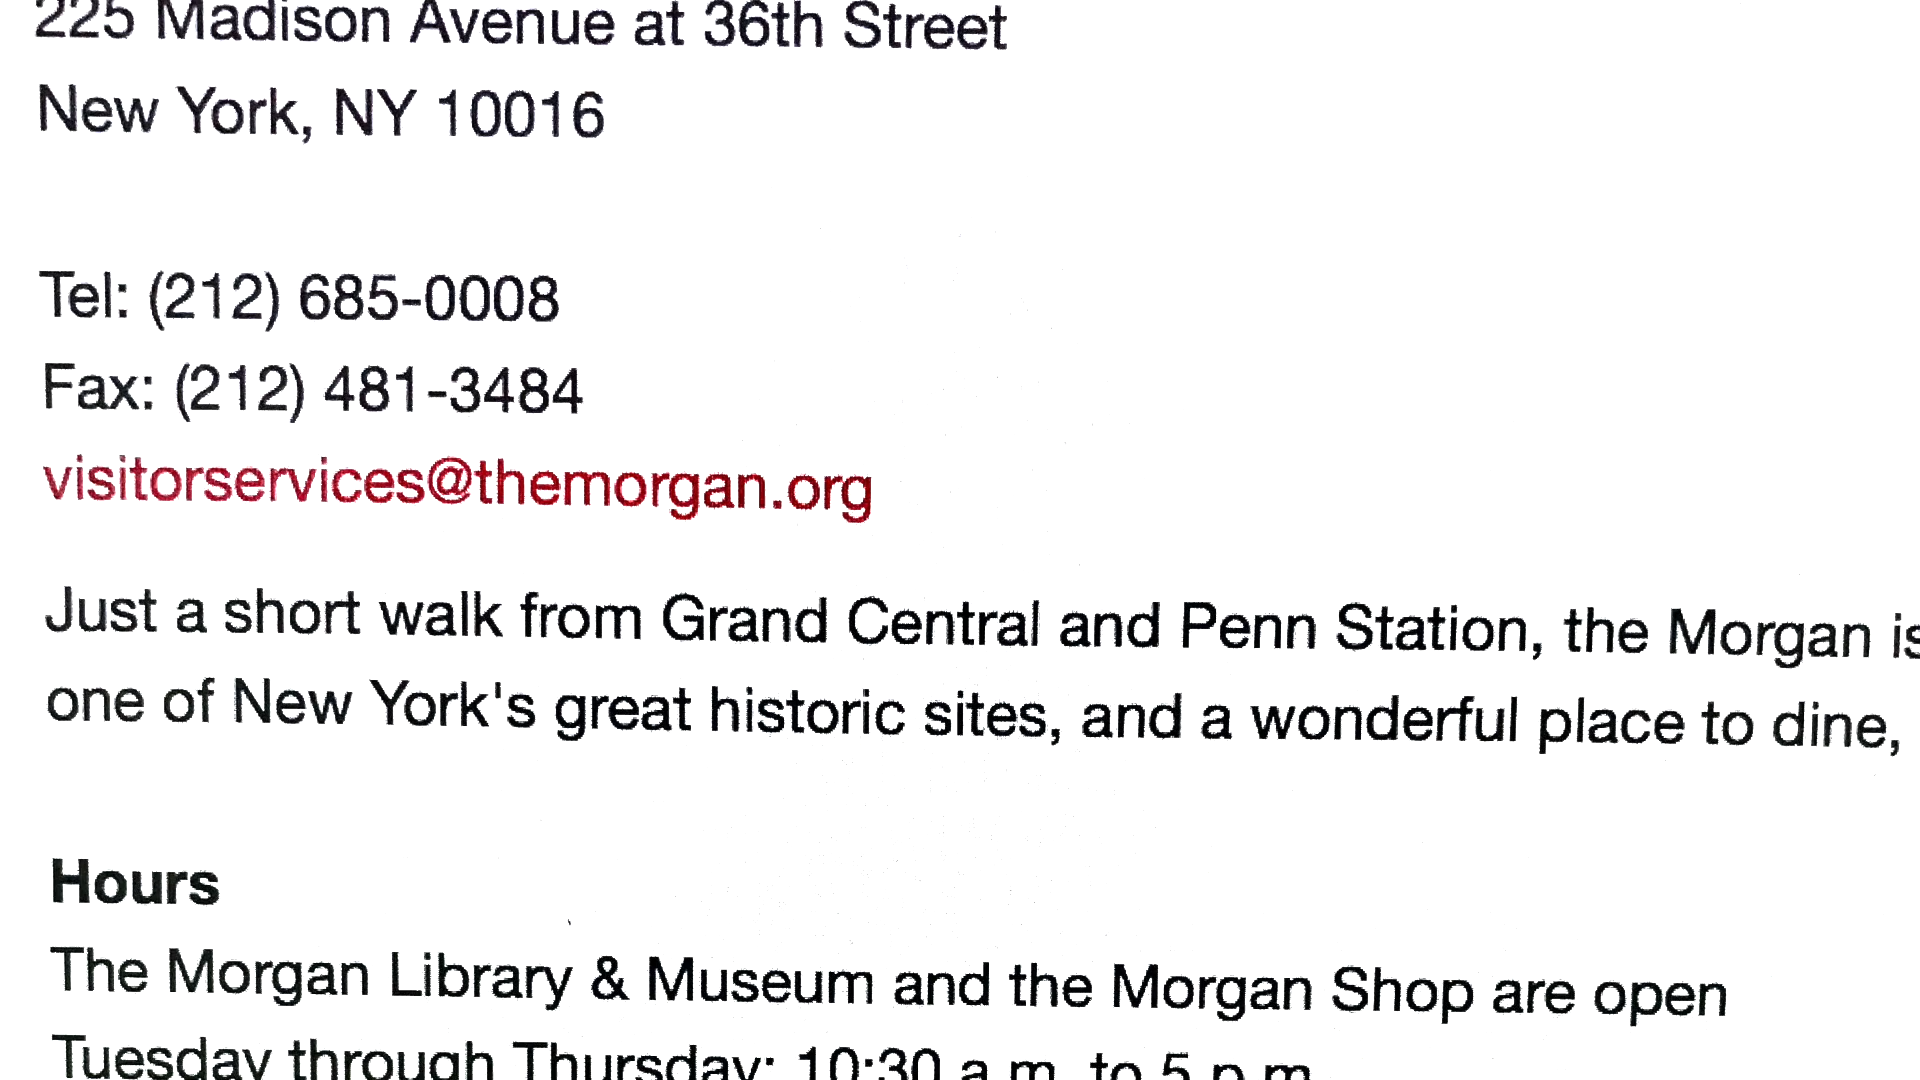 225 Madison Avenue at 36th Street
New York, NY 10016
Tel: (212) 685-0008
Fax: (212) 481-3484
visitorservices@themorgan.org
Just a short walk from Grand Central and Penn Station, the Morgan is
one of New York's great historic sites, and a wonderful place to dine,
Hours
The Morgan Library & Museum and the Morgan Shop are open
Tuesday through Thursday: 10:30 a.m. to 5 p.m.